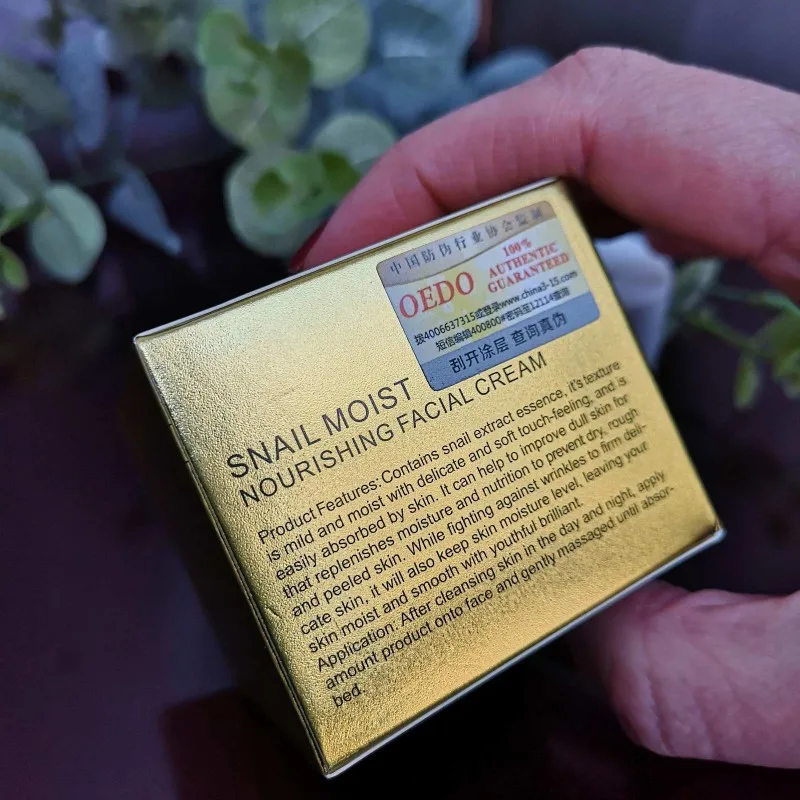 中国防伪行业协会监制
OEDO
100%
AUTHENTIC
GUARANTEED
拨4006637315或登录www.china3-15.com
短信编辑400800#密码至12114查询
刮开涂层 查询真伪
SNAIL MOIST
NOURISHING FACIAL CREAM
Product Features: Contains snail extract essence, it's texture
is mild and moist with delicate and soft touch-feeling, and is
easily absorbed by skin. It can help to improve dull skin for
that replenishes moisture and nutrition to prevent dry, rough
and peeled skin. While fighting against wrinkles to firm deli-
cate skin, it will also keep skin moisture level, leaving your
skin moist and smooth with youthful brilliant.
Application: After cleansing skin in the day and night, apply
amount product onto face and gently massaged until absor-
bed.